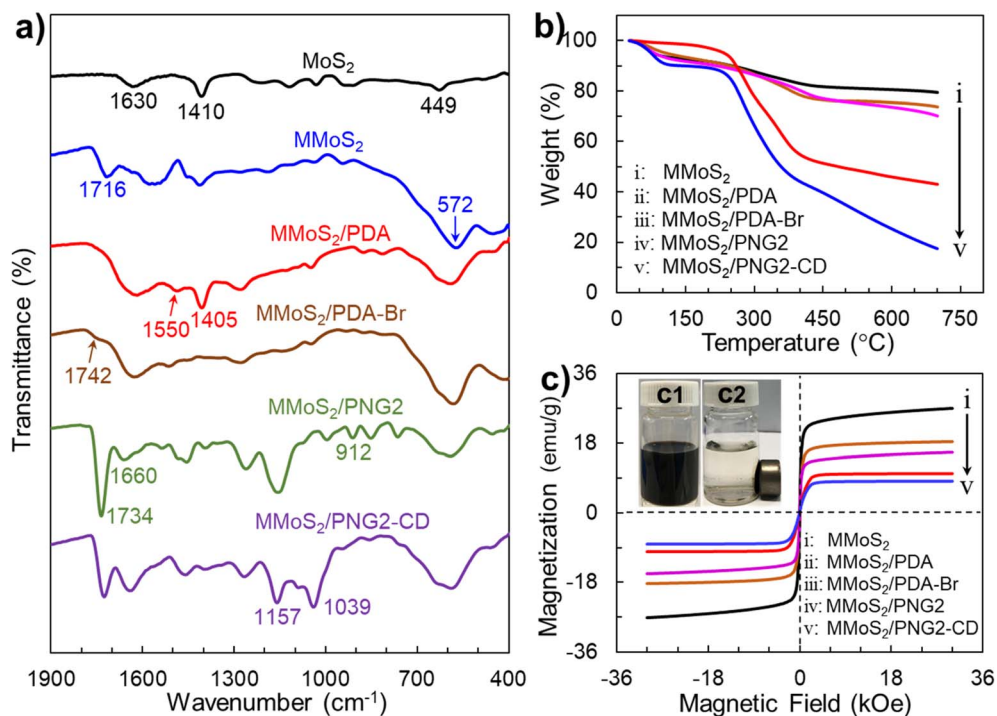 a)
MoS2
1630
1410
449
MMoS2
1716
572
MMoS2/PDA
1550
1405
MMoS2/PDA-Br
1742
MMoS2/PNG2
1660
912
1734
MMoS2/PNG2-CD
1157
1039
Transmittance (%)
1900
1600
1300
1000
700
400
Wavenumber (cm-1)
b)
100
80
60
40
20
0
Weight (%)
i
v
i: MMoS2
ii: MMoS2/PDA
iii: MMoS2/PDA-Br
iv: MMoS2/PNG2
v: MMoS2/PNG2-CD
0
150
300
450
600
750
Temperature (°C)
c)
36
18
0
-18
-36
Magnetization (emu/g)
C1
C2
i
v
i: MMoS2
ii: MMoS2/PDA
iii: MMoS2/PDA-Br
iv: MMoS2/PNG2
v: MMoS2/PNG2-CD
-36
-18
0
18
36
Magnetic Field (kOe)